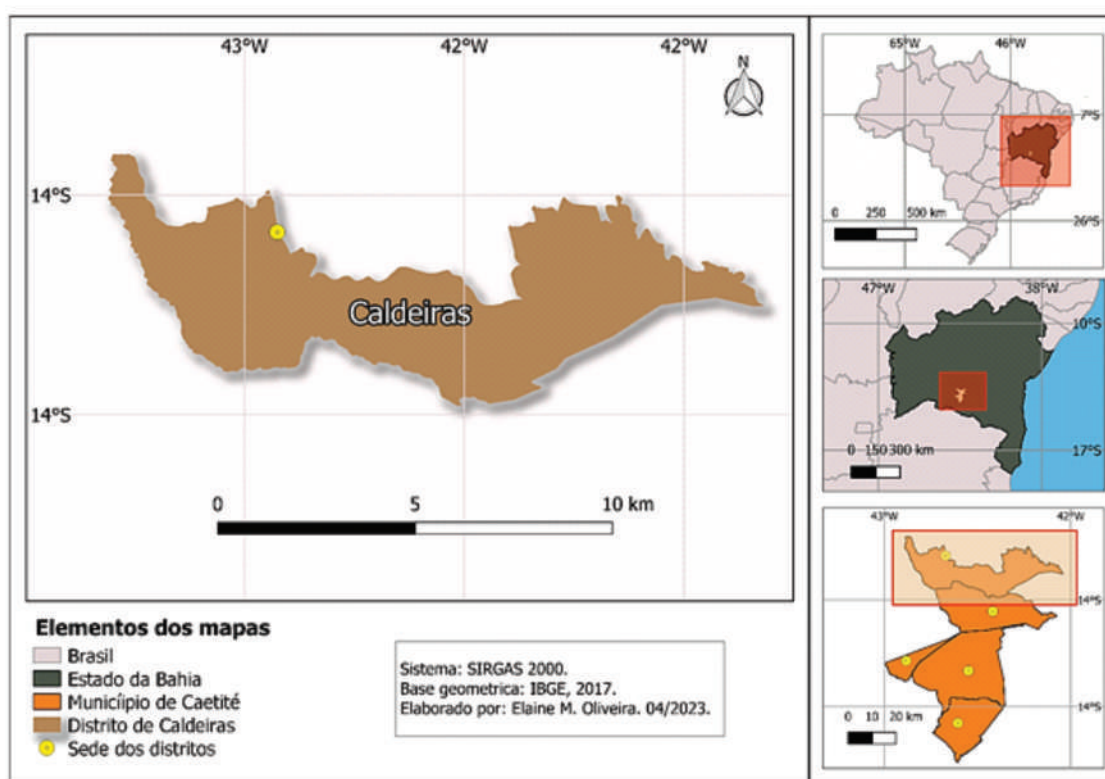 43°W 42°W 42°W
N
14°S
Caldeiras
14°S
0 5 10 km
Elementos dos mapas
Brasil
Estado da Bahia
Municíipio de Caetité
Distrito de Caldeiras
Sede dos distritos
Sistema: SIRGAS 2000.
Base geometrica: IBGE, 2017.
Elaborado por: Elaine M. Oliveira. 04/2023.
65°W 46°W
7°S
0 250 500 km
26°S
47°W 38°W
10°S
0 150 300 km
17°S
43°W 42°W
14°S
14°S
0 10 20 km